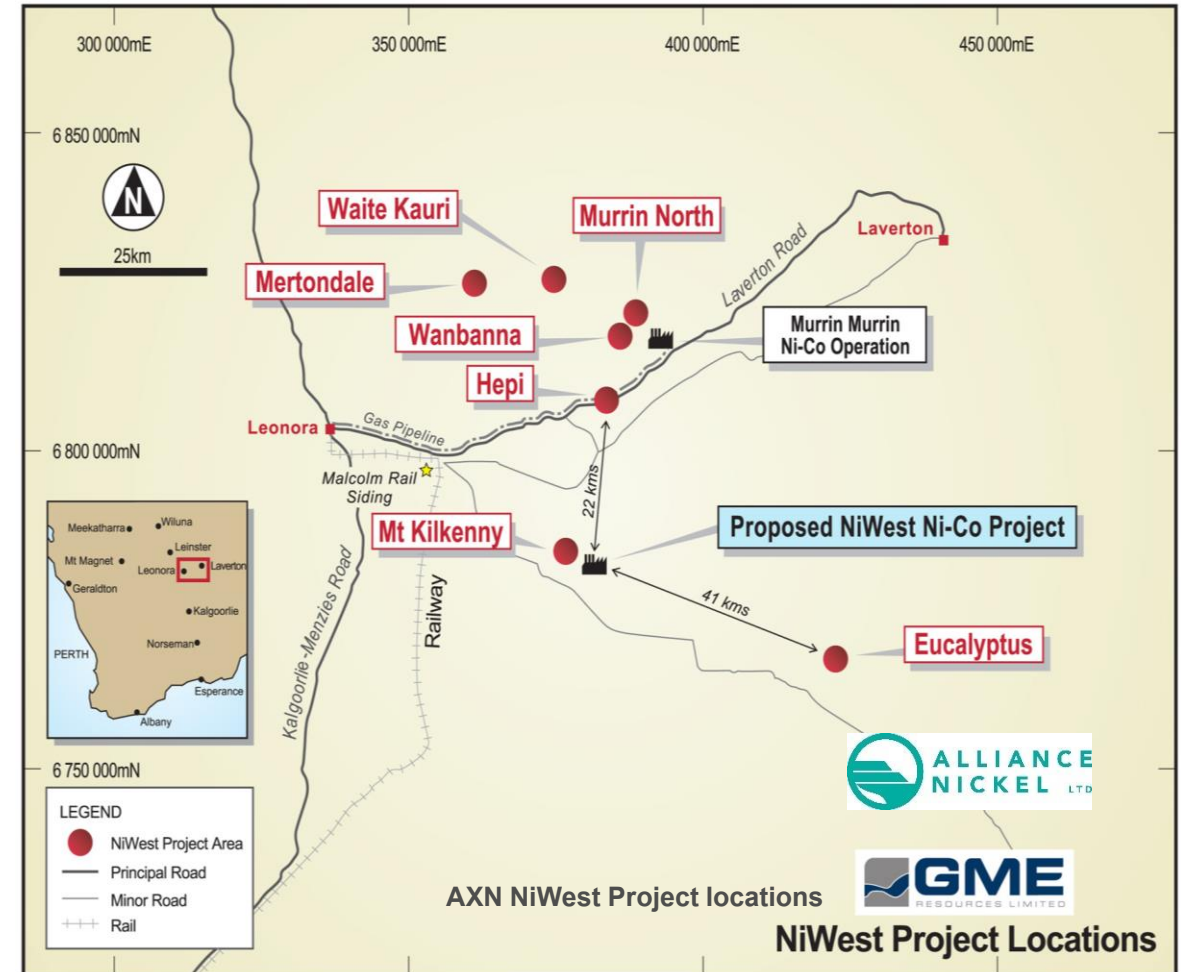 300 000mE
350 000mE
400 000mE
450 000mE
6 850 000mN
N
25km
Waite Kauri
Murrin North
Mertondale
Wanbanna
Hepi
Laverton Road
Laverton
Murrin Murrin
Ni-Co Operation
Leonora
Gas Pipeline
6 800 000mN
Malcolm Rail
Siding
22 kms
Mt Kilkenny
Proposed NiWest Ni-Co Project
41 kms
Eucalyptus
Kalgoorlie-Menzies Road
Railway
Meekatharra
Wiluna
Leinster
Mt Magnet
Leonora
Laverton
Geraldton
Kalgoorlie
Norseman
PERTH
Esperance
Albany
6 750 000mN
LEGEND
NiWest Project Area
Principal Road
Minor Road
Rail
ALLIANCE
NICKEL LTD
GME
RESOURCES LIMITED
AXN NiWest Project locations
NiWest Project Locations